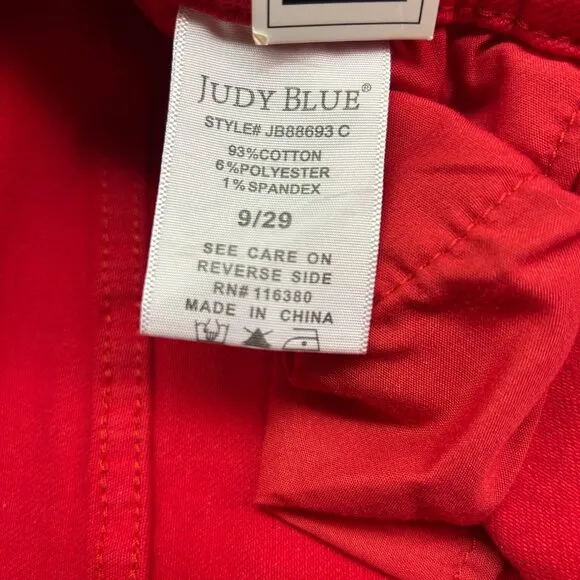 JUDY BLUE®
STYLE# JB88693 C
93%COTTON
6%POLYESTER
1%SPANDEX
9/29
SEE CARE ON
REVERSE SIDE
RN# 116380
MADE IN CHINA